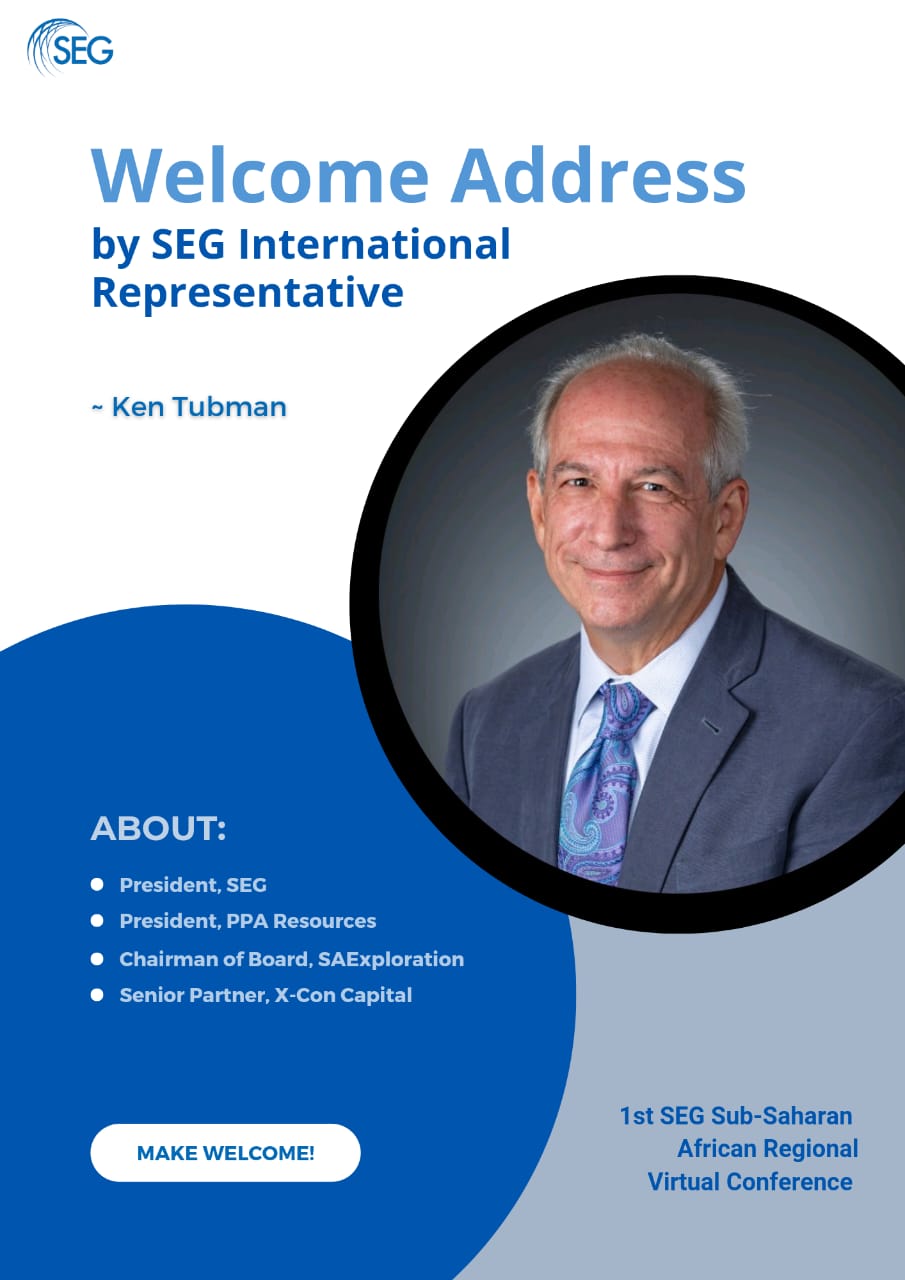 SEG
Welcome Address
by SEG International
Representative
~ Ken Tubman
ABOUT:
President, SEG
President, PPA Resources
Chairman of Board, SAExploration
Senior Partner, X-Con Capital
MAKE WELCOME!
1st SEG Sub-Saharan
African Regional
Virtual Conference